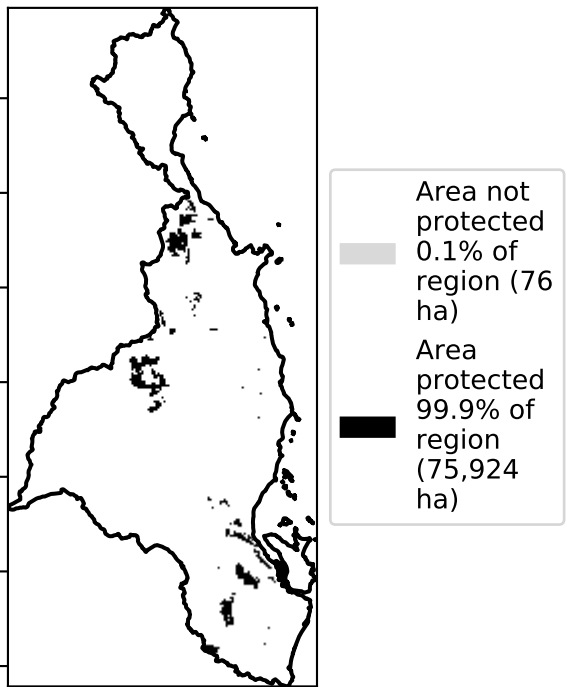 Area not
protected
0.1% of
region (76
ha)
Area
protected
99.9% of
region
(75,924
ha)